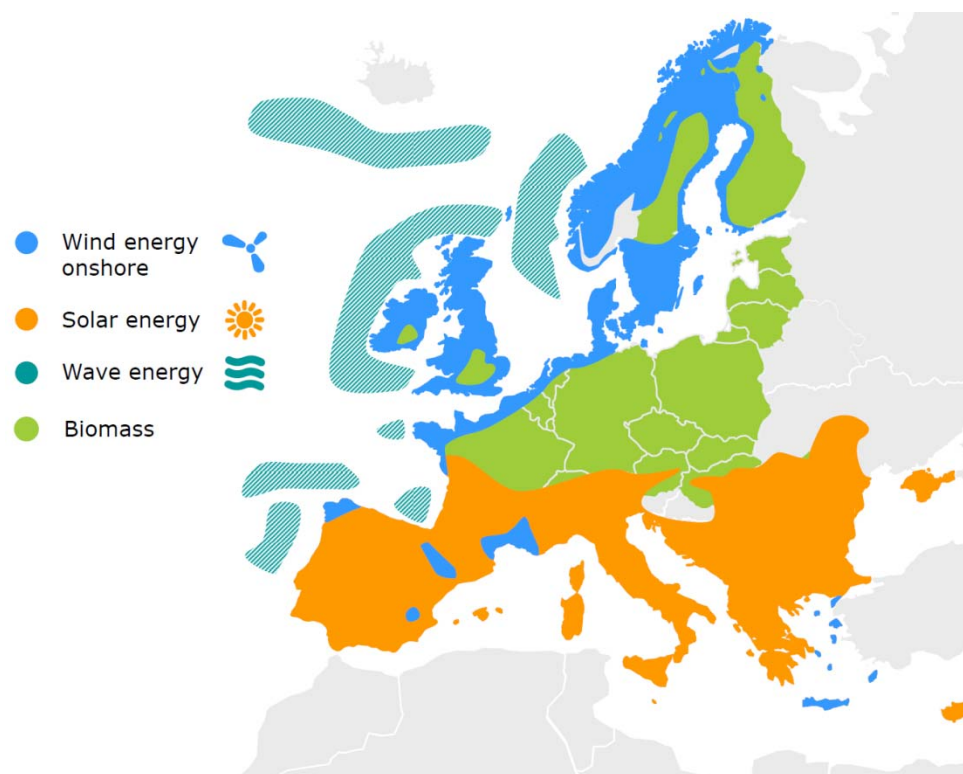 Wind energy
onshore
Solar energy
Wave energy
Biomass